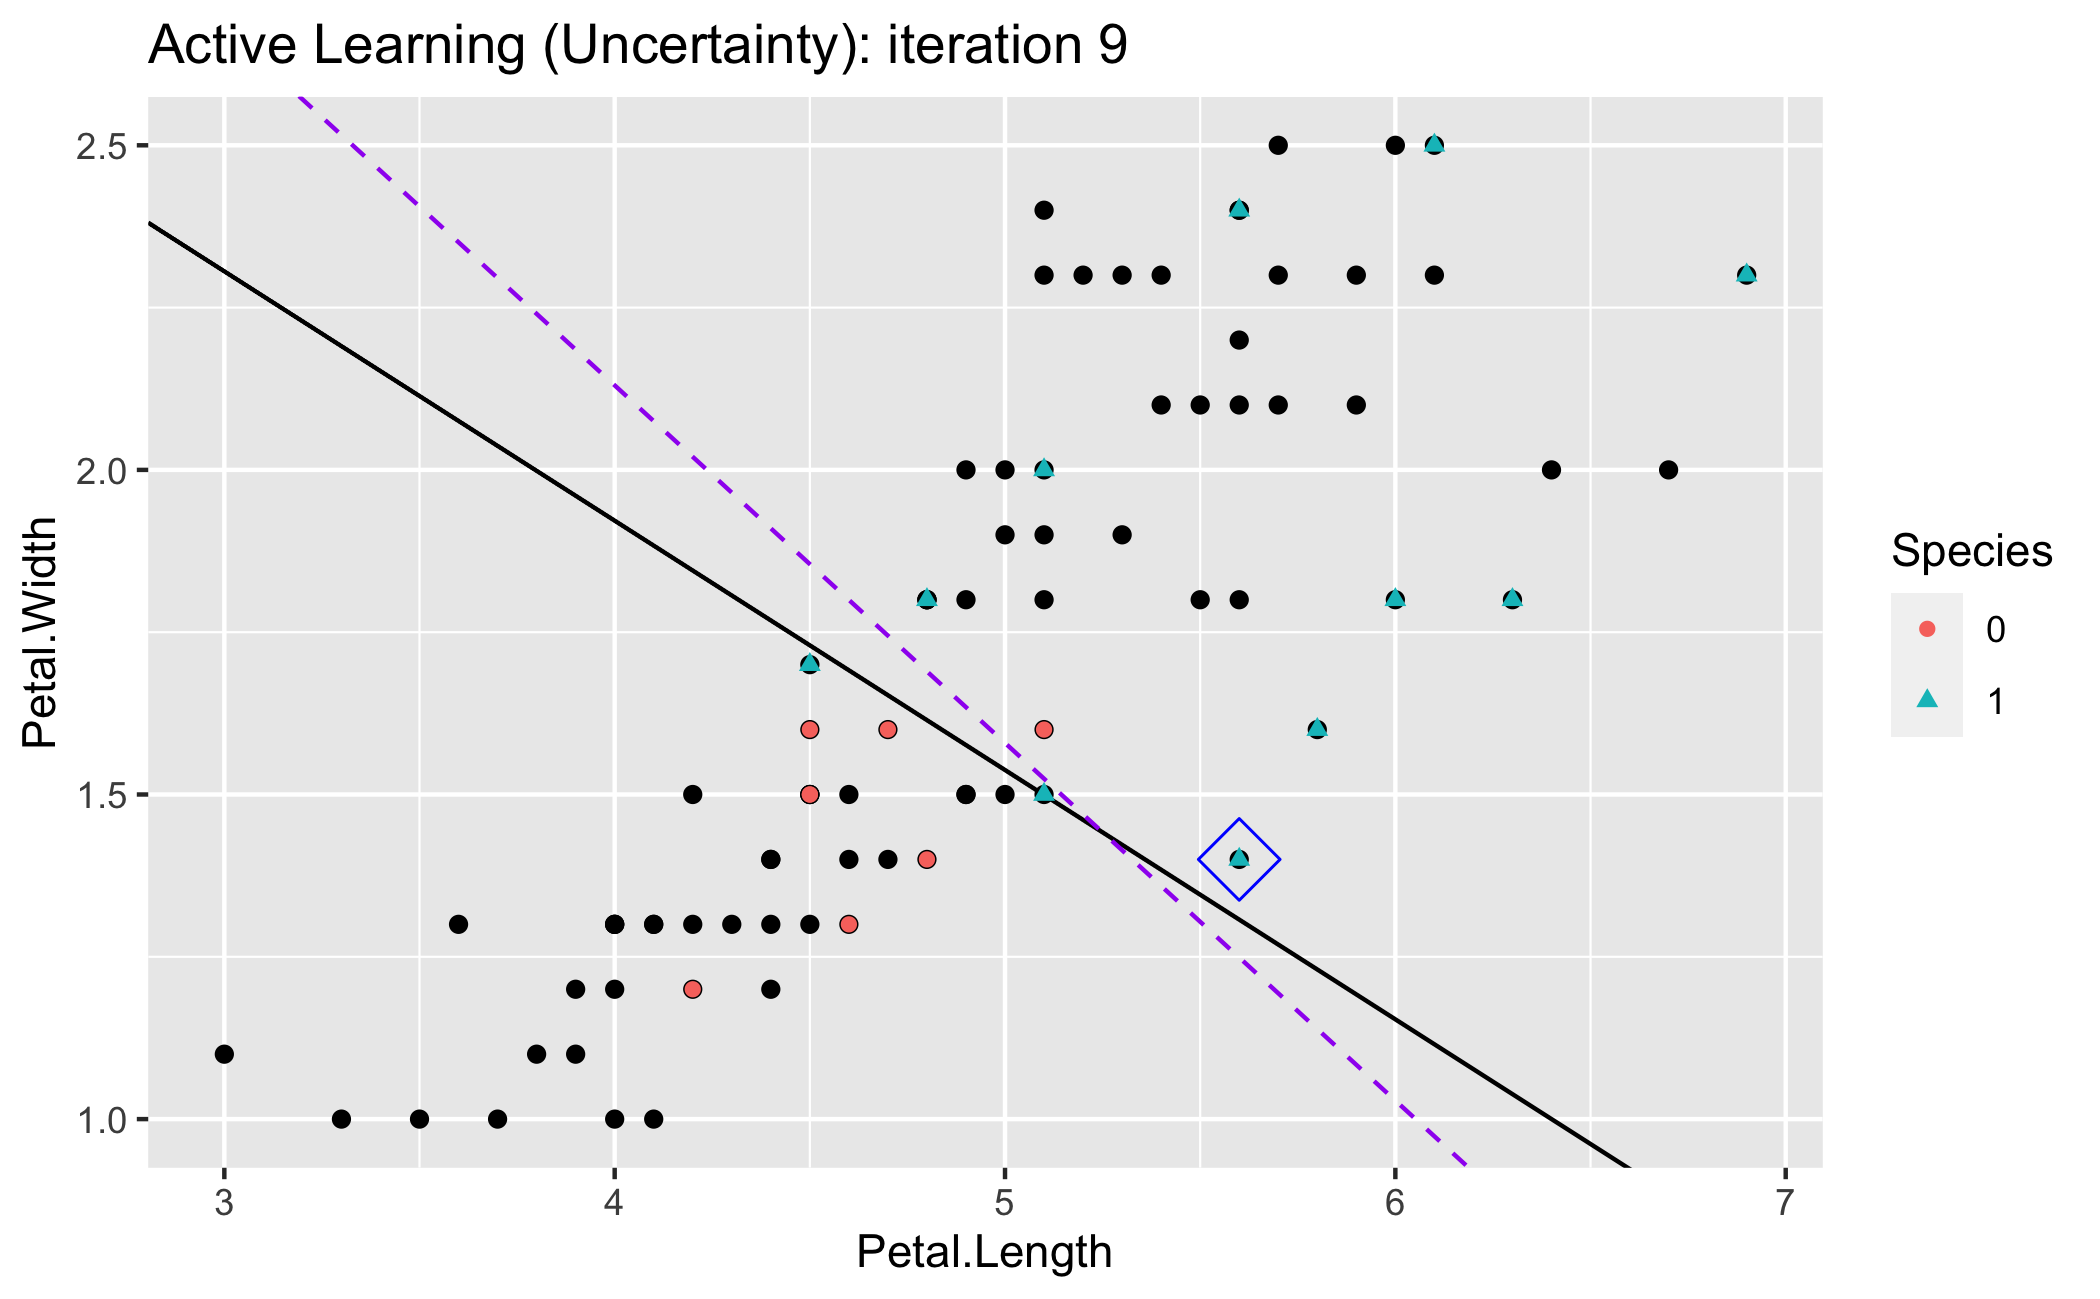 Active Learning (Uncertainty): iteration 9
2.5
2.0
1.5
1.0
Petal.Width
3 4 5 6 7
Petal.Length
Species
0
1